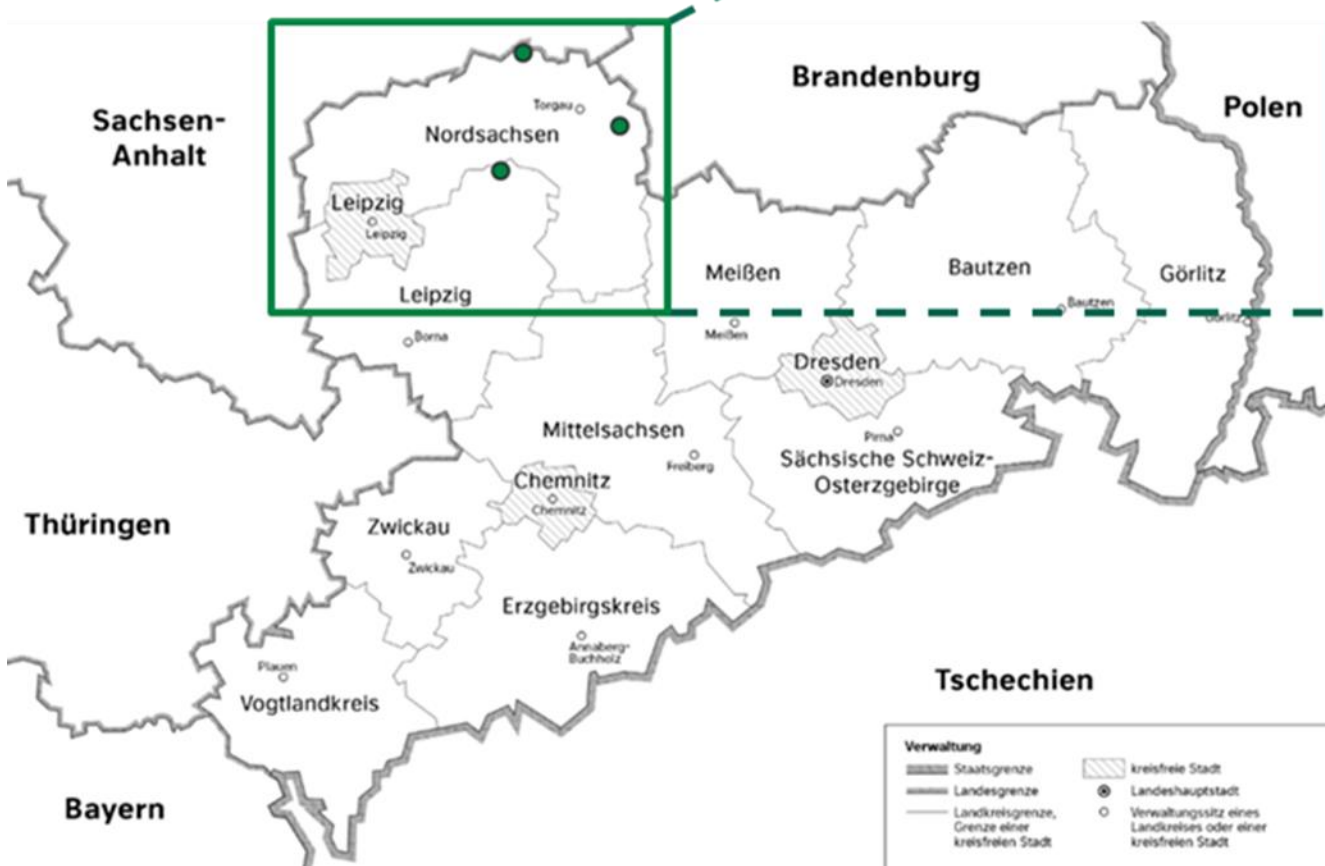 Brandenburg
Polen
Sachsen-
Anhalt
Torgau
Nordsachsen
Leipzig
Leipzig
Leipzig
Borna
Meißen
Meißen
Bautzen
Bautzen
Görlitz
Görlitz
Dresden
Dresden
Pirna
Sächsische Schweiz-
Osterzgebirge
Mittelsachsen
Freiberg
Chemnitz
Chemnitz
Thüringen
Zwickau
Zwickau
Erzgebirgskreis
Annaberg-
Buchholz
Plauen
Vogtlandkreis
Tschechien
Bayern
Verwaltung
Staatsgrenze
Landesgrenze
Landkreisgrenze,
Grenze einer
kreisfreien Stadt
kreisfreie Stadt
Landeshauptstadt
Verwaltungssitz eines
Landkreises oder einer
kreisfreien Stadt